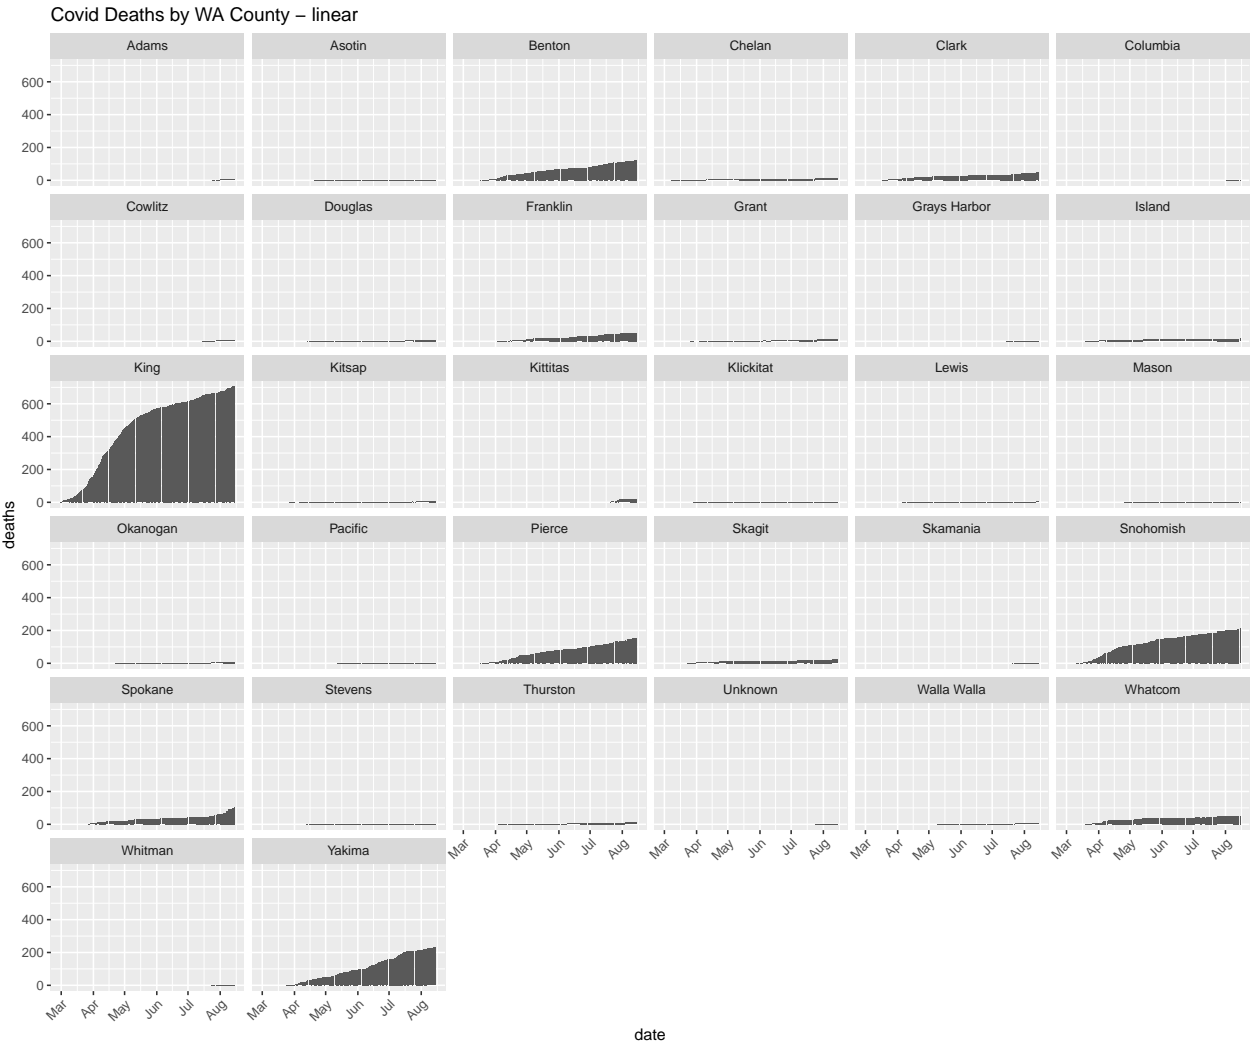 Covid Deaths by WA County – linear
Adams Asotin Benton Chelan Clark Columbia
600
400
200
0
Cowlitz Douglas Franklin Grant Grays Harbor Island
600
400
200
0
King Kitsap Kittitas Klickitat Lewis Mason
600
400
200
0
deaths
Okanogan Pacific Pierce Skagit Skamania Snohomish
600
400
200
0
Spokane Stevens Thurston Unknown Walla Walla Whatcom
600
400
200
0
Mar Apr May Jun Jul Aug Mar Apr May Jun Jul Aug Mar Apr May Jun Jul Aug Mar Apr May Jun Jul Aug
Whitman Yakima
600
400
200
0
Mar Apr May Jun Jul Aug Mar Apr May Jun Jul Aug
date